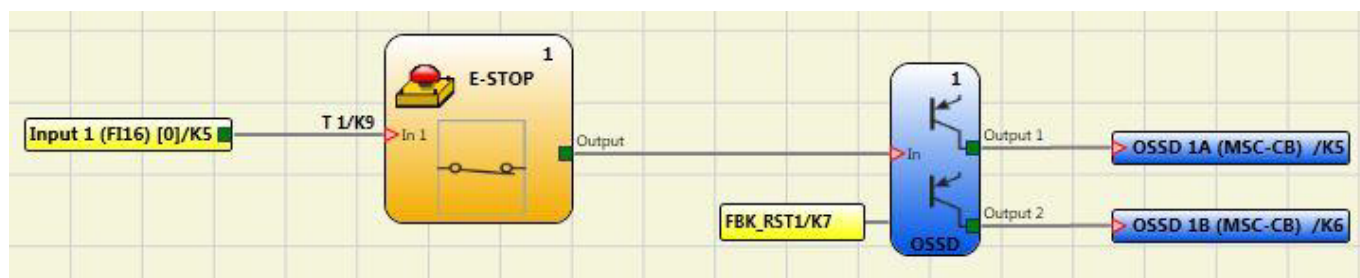 1
E-STOP
Input 1 (FI16) [0]/K5
T 1/K9
In 1
Output
1
In
Output 1
OSSD 1A (MSC-CB) /K5
FBK_RST1/K7
Output 2
OSSD 1B (MSC-CB) /K6
OSSD